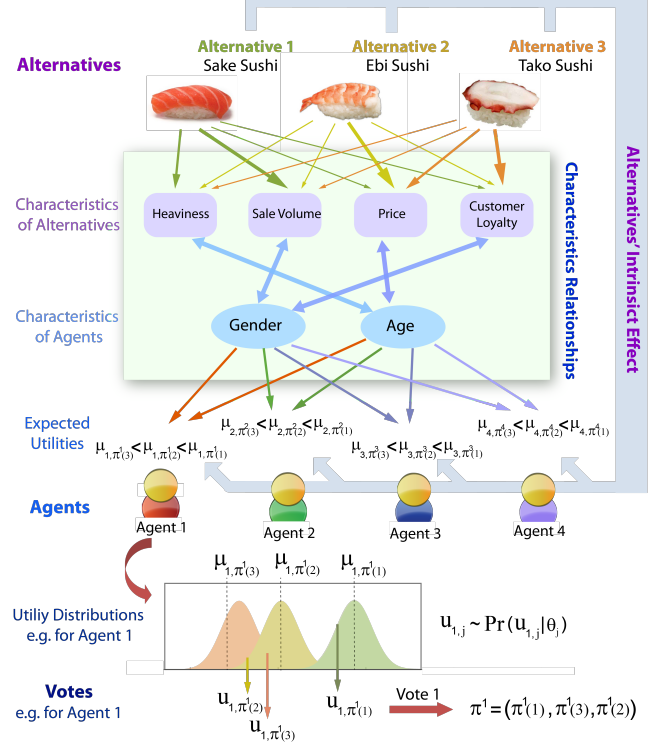 Alternative 1
Alternative 2
Alternative 3
Alternatives
Sake Sushi
Ebi Sushi
Tako Sushi
Characteristics
of Alternatives
Heaviness
Sale Volume
Price
Customer
Loyalty
Characteristics
of Agents
Gender
Age
Characteristics Relationships
Alternatives' Intrinsict Effect
Expected
Utilities
μ1,π¹(3)<μ1,π¹(2)<μ1,π¹(1)
μ2,π²(3)<μ2,π²(2)<μ2,π²(1)
μ3,π³(3)<μ3,π³(2)<μ3,π³(1)
μ4,π⁴(3)<μ4,π⁴(2)<μ4,π⁴(1)
Agents
Agent 1
Agent 2
Agent 3
Agent 4
μ1,π¹(3)
μ1,π¹(2)
μ1,π¹(1)
Utiliy Distributions
e.g. for Agent 1
u1,j ~ Pr(u1,j|θj)
Votes
e.g. for Agent 1
u1,π¹(2)
u1,π¹(3)
u1,π¹(1)
Vote 1
π¹=(π¹(1),π¹(3),π¹(2))